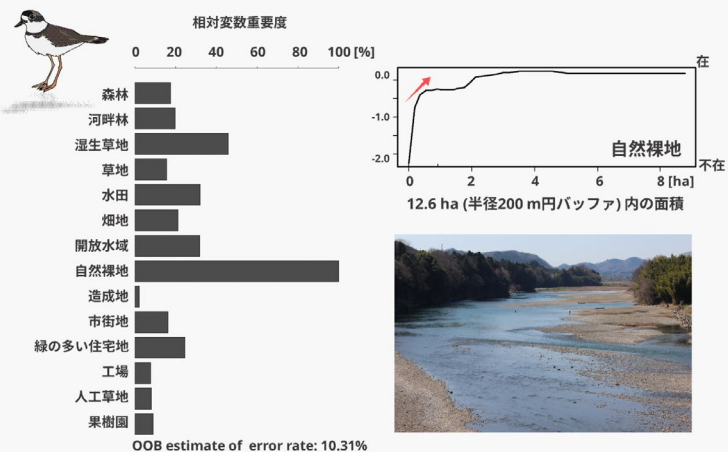 相対変数重要度
0 20 40 60 80 100 [%]
森林
河畔林
湿生草地
草地
水田
畑地
開放水域
自然裸地
造成地
市街地
緑の多い住宅地
工場
人工草地
果樹園
OOB estimate of error rate: 10.31%
在
0.0
-1.0
-2.0
自然裸地
不在
0 2 4 6 8 [ha]
12.6 ha (半径200 m円バッファ) 内の面積